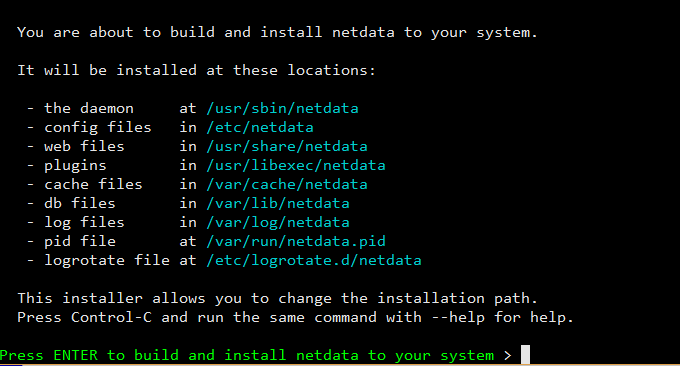 You are about to build and install netdata to your system.
It will be installed at these locations:
- the daemon     at /usr/sbin/netdata
- config files   in /etc/netdata
- web files      in /usr/share/netdata
- plugins        in /usr/libexec/netdata
- cache files    in /var/cache/netdata
- db files       in /var/lib/netdata
- log files      in /var/log/netdata
- pid file       at /var/run/netdata.pid
- logrotate file at /etc/logrotate.d/netdata
This installer allows you to change the installation path.
Press Control-C and run the same command with --help for help.
Press ENTER to build and install netdata to your system >